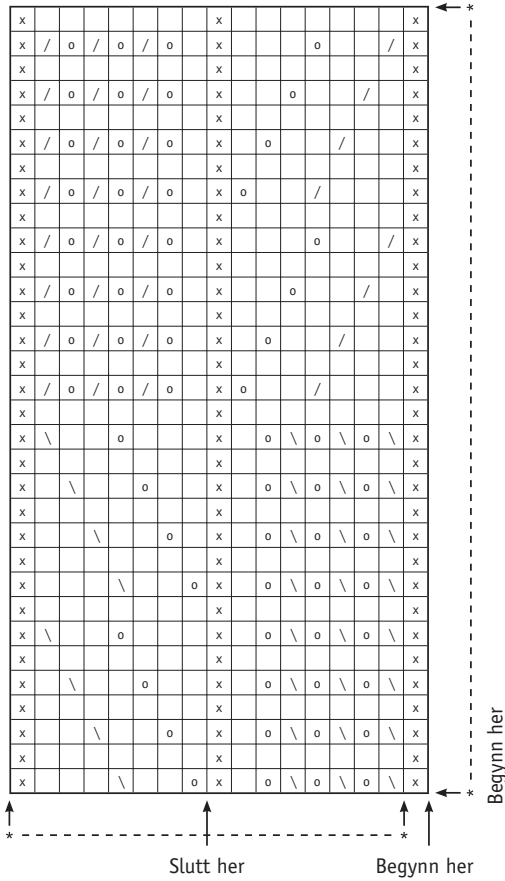 x x x *
x / o / o / o x o / x
x x x
x / o / o / o x o / x
x x x
x / o / o / o x o / x
x x x
x / o / o / o x o / x
x x x
x / o / o / o x o / x
x x x
x / o / o / o x o / x
x x x
x / o / o / o x o / x
x x x
x / o / o / o x o / x
x x x
x \ o x o \ o \ o \ x
x x x
x \ o x o \ o \ o \ x
x x x
x \ o x o \ o \ o \ x
x x x
x \ o x o \ o \ o \ x
x x x
x \ o x o \ o \ o \ x
x x x
x \ o x o \ o \ o \ x
x x x
x \ o x o \ o \ o \ x
x x x
x \ o x o \ o \ o \ x *
Begynn her
* *
Slutt her Begynn her